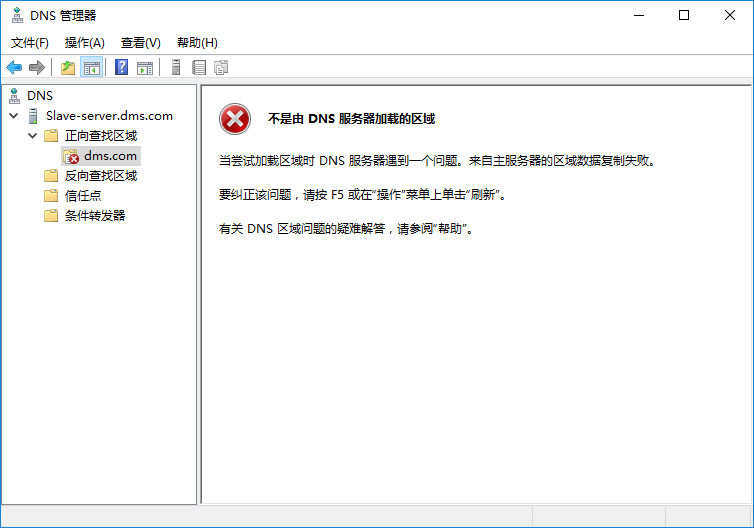 DNS 管理器
文件(F) 操作(A) 查看(V) 帮助(H)
DNS
Slave-server.dms.com
正向查找区域
dms.com
反向查找区域
信任点
条件转发器
不是由 DNS 服务器加载的区域
当尝试加载区域时 DNS 服务器遇到一个问题。来自主服务器的区域数据复制失败。
要纠正该问题，请按 F5 或在“操作”菜单上单击“刷新”。
有关 DNS 区域问题的疑难解答，请参阅“帮助”。